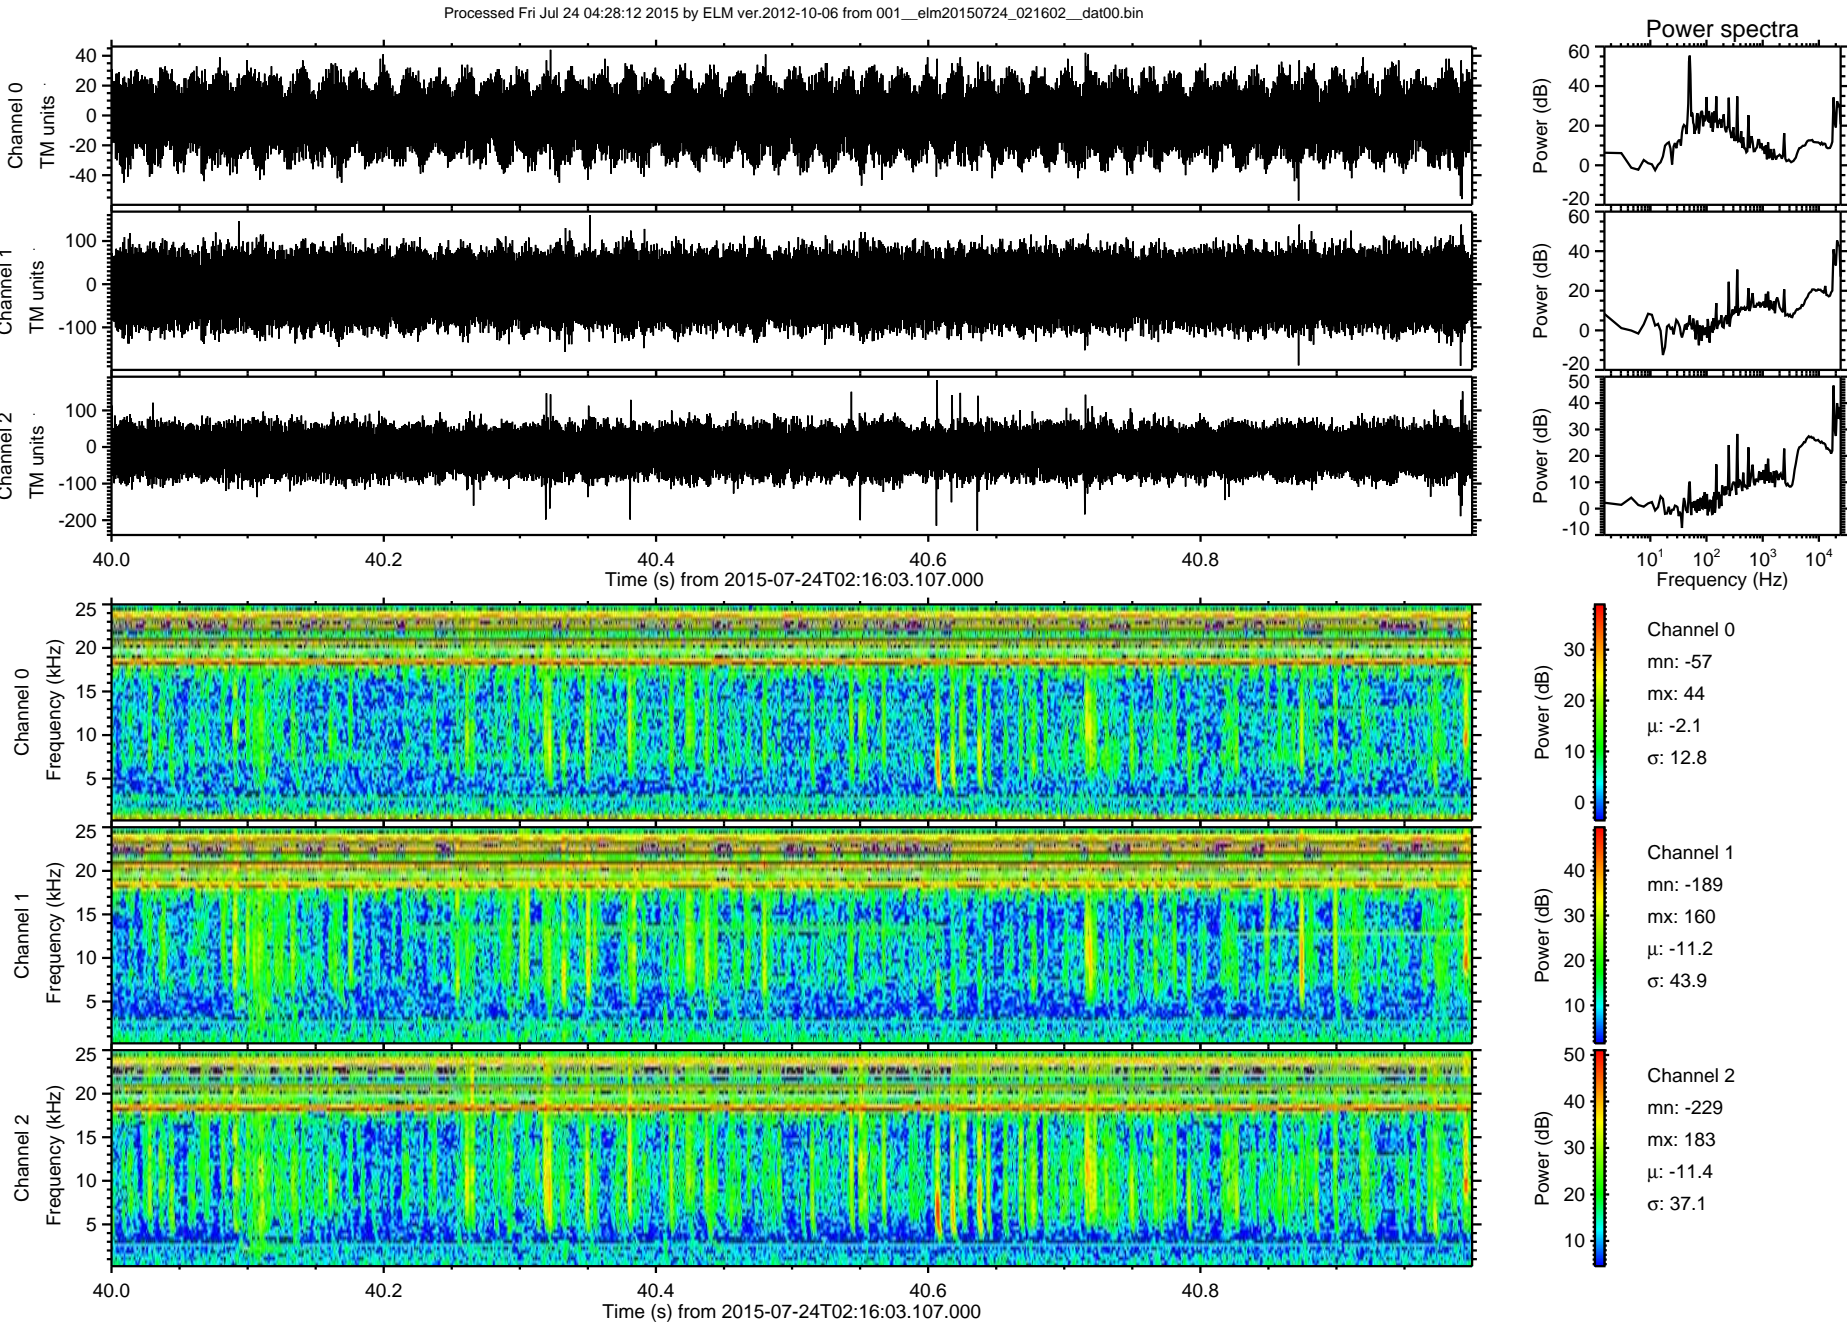 Processed Fri Jul 24 04:28:12 2015 by ELM ver.2012-10-06 from 001__elm20150724_021602__dat00.bin
Power spectra
Channel 0
TM units
40
20
0
-20
-40
Power (dB)
60
40
20
0
-20
Channel 1
TM units
100
0
-100
Power (dB)
60
40
20
0
-20
Channel 2
TM units
100
0
-100
-200
Power (dB)
50
40
30
20
10
0
-10
40.0 40.2 40.4 40.6 40.8
Time (s) from 2015-07-24T02:16:03.107.000
10¹ 10² 10³ 10⁴
Frequency (Hz)
Channel 0
Frequency (kHz)
25
20
15
10
5
Power (dB)
30
20
10
0
Channel 0
mn: -57
mx: 44
µ: -2.1
σ: 12.8
Channel 1
Frequency (kHz)
25
20
15
10
5
Power (dB)
40
30
20
10
Channel 1
mn: -189
mx: 160
µ: -11.2
σ: 43.9
Channel 2
Frequency (kHz)
25
20
15
10
5
Power (dB)
50
40
30
20
10
Channel 2
mn: -229
mx: 183
µ: -11.4
σ: 37.1
40.0 40.2 40.4 40.6 40.8
Time (s) from 2015-07-24T02:16:03.107.000